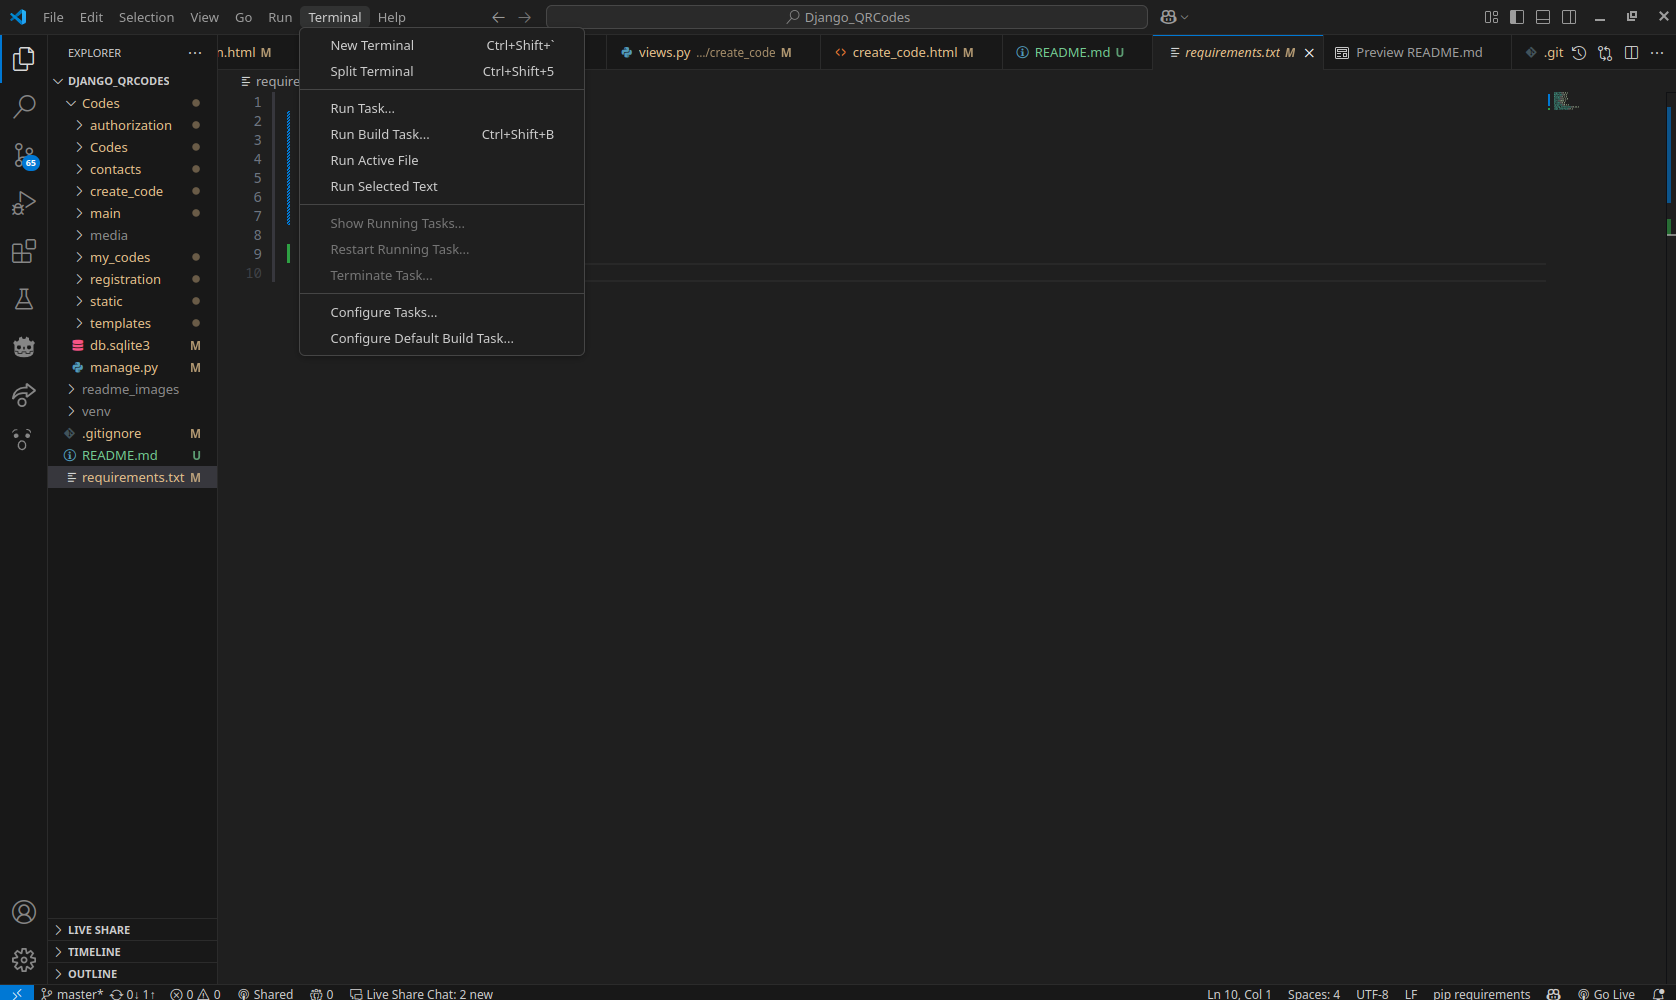 File Edit Selection View Go Run Terminal Help
Django_QRCodes
EXPLORER
n.html M
views.py .../create_code M
create_code.html M
README.md U
requirements.txt M
Preview README.md
.git
DJANGO_QRCODES
Codes
authorization
Codes
contacts
create_code
main
media
my_codes
registration
static
templates
db.sqlite3 M
manage.py M
readme_images
venv
.gitignore M
README.md U
requirements.txt M
65
LIVE SHARE
TIMELINE
OUTLINE
require
1
2
3
4
5
6
7
8
9
10
New Terminal Ctrl+Shift+`
Split Terminal Ctrl+Shift+5
Run Task...
Run Build Task... Ctrl+Shift+B
Run Active File
Run Selected Text
Show Running Tasks...
Restart Running Task...
Terminate Task...
Configure Tasks...
Configure Default Build Task...
master* 0↓ 1↑ 0 0 Shared 0 Live Share Chat: 2 new
Ln 10, Col 1 Spaces: 4 UTF-8 LF pip requirements Go Live